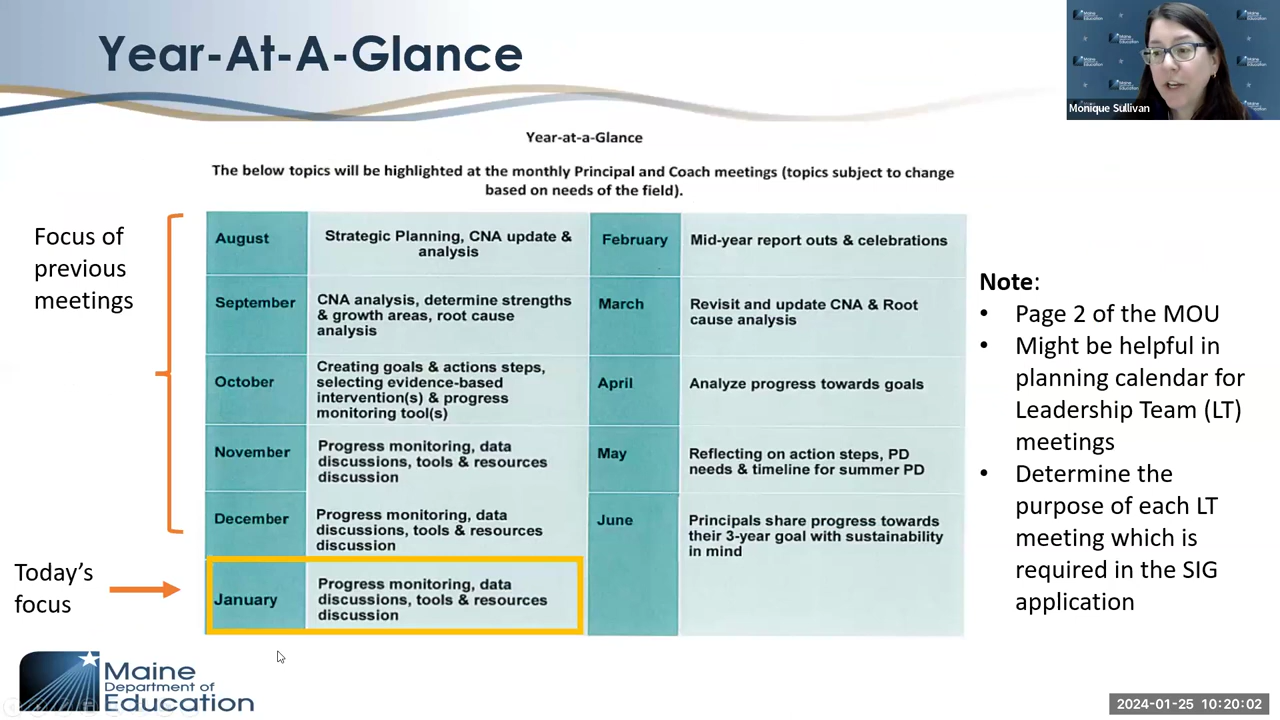 Year-At-A-Glance
Maine
Department of
Education
Monique Sullivan
Year-at-a-Glance
The below topics will be highlighted at the monthly Principal and Coach meetings (topics subject to change
based on needs of the field).
Focus of
previous
meetings
August
Strategic Planning, CNA update &
analysis
September
CNA analysis, determine strengths
& growth areas, root cause
analysis
October
Creating goals & actions steps,
selecting evidence-based
intervention(s) & progress
monitoring tool(s)
November
Progress monitoring, data
discussions, tools & resources
discussion
December
Progress monitoring, data
discussions, tools & resources
discussion
Today's
focus
January
Progress monitoring, data
discussions, tools & resources
discussion
February
Mid-year report outs & celebrations
March
Revisit and update CNA & Root
cause analysis
April
Analyze progress towards goals
May
Reflecting on action steps, PD
needs & timeline for summer PD
June
Principals share progress towards
their 3-year goal with sustainability
in mind
Note:
• Page 2 of the MOU
• Might be helpful in
planning calendar for
Leadership Team (LT)
meetings
• Determine the
purpose of each LT
meeting which is
required in the SIG
application
Maine
Department of
Education
2024-01-25 10:20:02